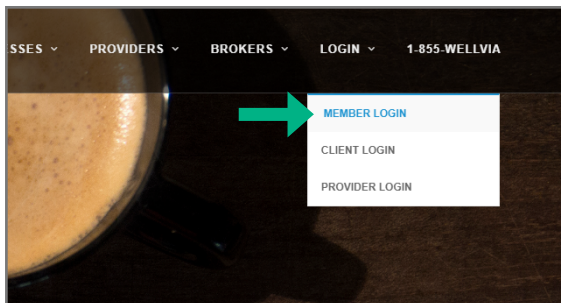 SSES PROVIDERS BROKERS LOGIN 1-855-WELLVIA
MEMBER LOGIN
CLIENT LOGIN
PROVIDER LOGIN